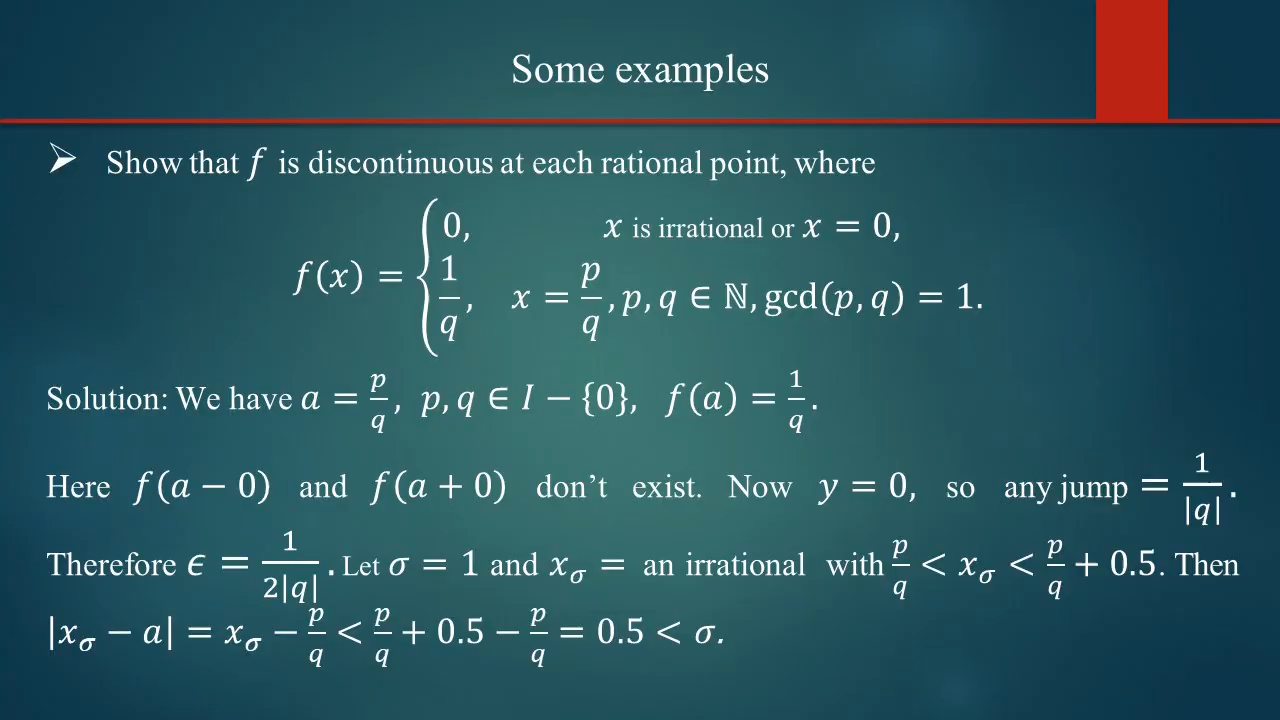 Some examples
➢ Show that f is discontinuous at each rational point, where
f(x) = { 0, x is irrational or x = 0,
1/q, x = p/q, p, q ∈ ℕ, gcd(p, q) = 1.
Solution: We have a = p/q, p, q ∈ I − {0}, f(a) = 1/q.
Here f(a − 0) and f(a + 0) don’t exist. Now y = 0, so any jump = 1/|q|.
Therefore ϵ = 1/2|q|. Let σ = 1 and x_σ = an irrational with p/q < x_σ < p/q + 0.5. Then
|x_σ − a| = x_σ − p/q < p/q + 0.5 − p/q = 0.5 < σ.